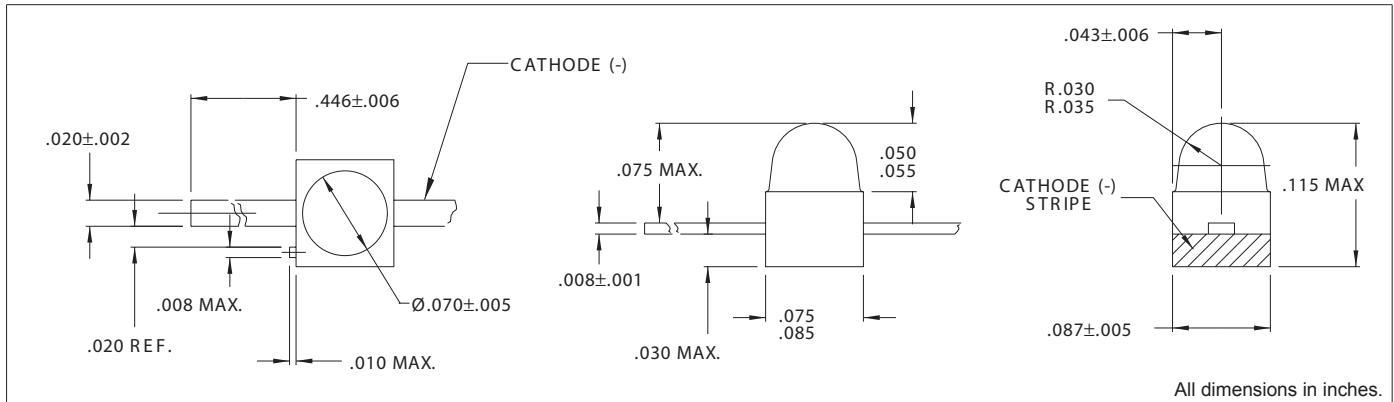 CATHODE (-)
.446±.006
.020±.002
.008 MAX.
.020 REF.
.010 MAX.
Ø.070±.005
.075 MAX.
.050
.055
.008±.001
.030 MAX.
.075
.085
.043±.006
R.030
R.035
CATHODE (-)
STRIPE
.115 MAX
.087±.005
All dimensions in inches.